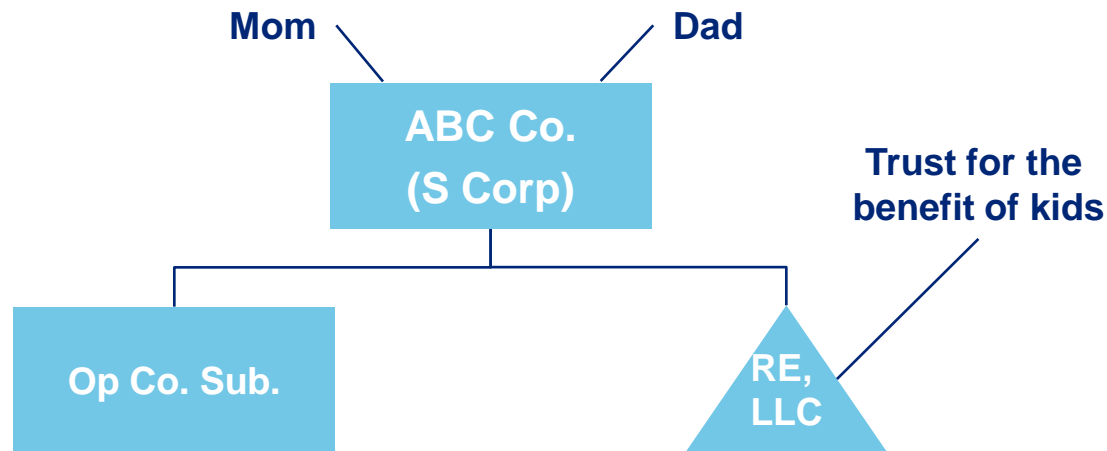 Mom
Dad
ABC Co.
(S Corp)
Trust for the
benefit of kids
Op Co. Sub.
RE,
LLC